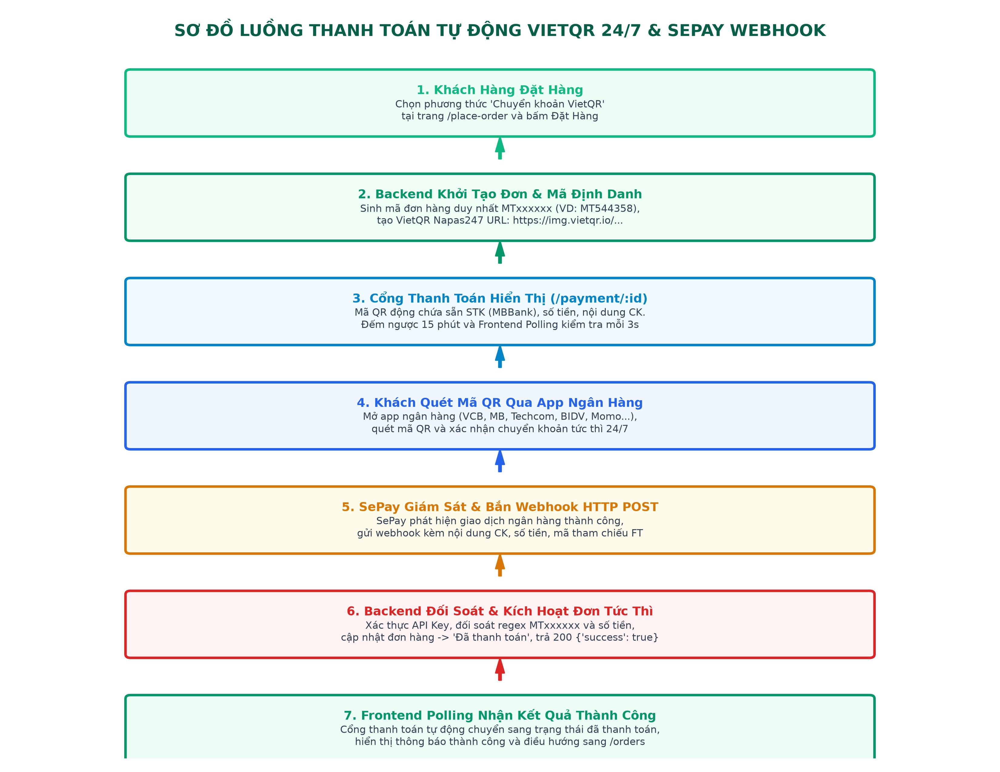 SƠ ĐỒ LUỒNG THANH TOÁN TỰ ĐỘNG VIETQR 24/7 & SEPAY WEBHOOK
1. Khách Hàng Đặt Hàng
Chọn phương thức 'Chuyển khoản VietQR'
tại trang /place-order và bấm Đặt Hàng
2. Backend Khởi Tạo Đơn & Mã Định Danh
Sinh mã đơn hàng duy nhất MTxxxxxx (VD: MT544358),
tạo VietQR Napas247 URL: https://img.vietqr.io/...
3. Cổng Thanh Toán Hiển Thị (/payment/:id)
Mã QR động chứa sẵn STK (MBBank), số tiền, nội dung CK.
Đếm ngược 15 phút và Frontend Polling kiểm tra mỗi 3s
4. Khách Quét Mã QR Qua App Ngân Hàng
Mở app ngân hàng (VCB, MB, Techcom, BIDV, Momo...),
quét mã QR và xác nhận chuyển khoản tức thì 24/7
5. SePay Giám Sát & Bắn Webhook HTTP POST
SePay phát hiện giao dịch ngân hàng thành công,
gửi webhook kèm nội dung CK, số tiền, mã tham chiếu FT
6. Backend Đối Soát & Kích Hoạt Đơn Tức Thì
Xác thực API Key, đối soát regex MTxxxxxx và số tiền,
cập nhật đơn hàng -> 'Đã thanh toán', trả 200 {'success': true}
7. Frontend Polling Nhận Kết Quả Thành Công
Cổng thanh toán tự động chuyển sang trạng thái đã thanh toán,
hiển thị thông báo thành công và điều hướng sang /orders